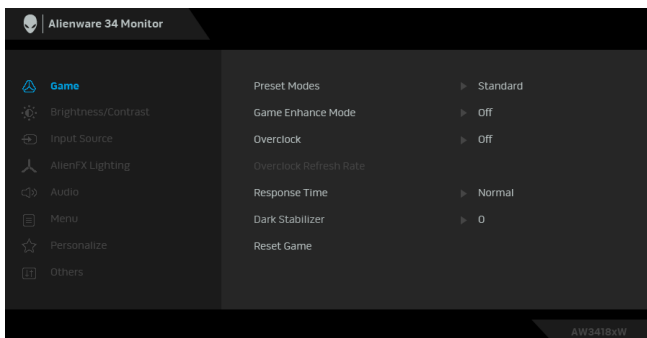 Alienware 34 Monitor
Game
Preset Modes Standard
Brightness/Contrast
Game Enhance Mode Off
Input Source
Overclock Off
AlienFX Lighting
Overclock Refresh Rate
Audio
Response Time Normal
Menu
Dark Stabilizer 0
Personalize
Reset Game
Others
AW3418xW